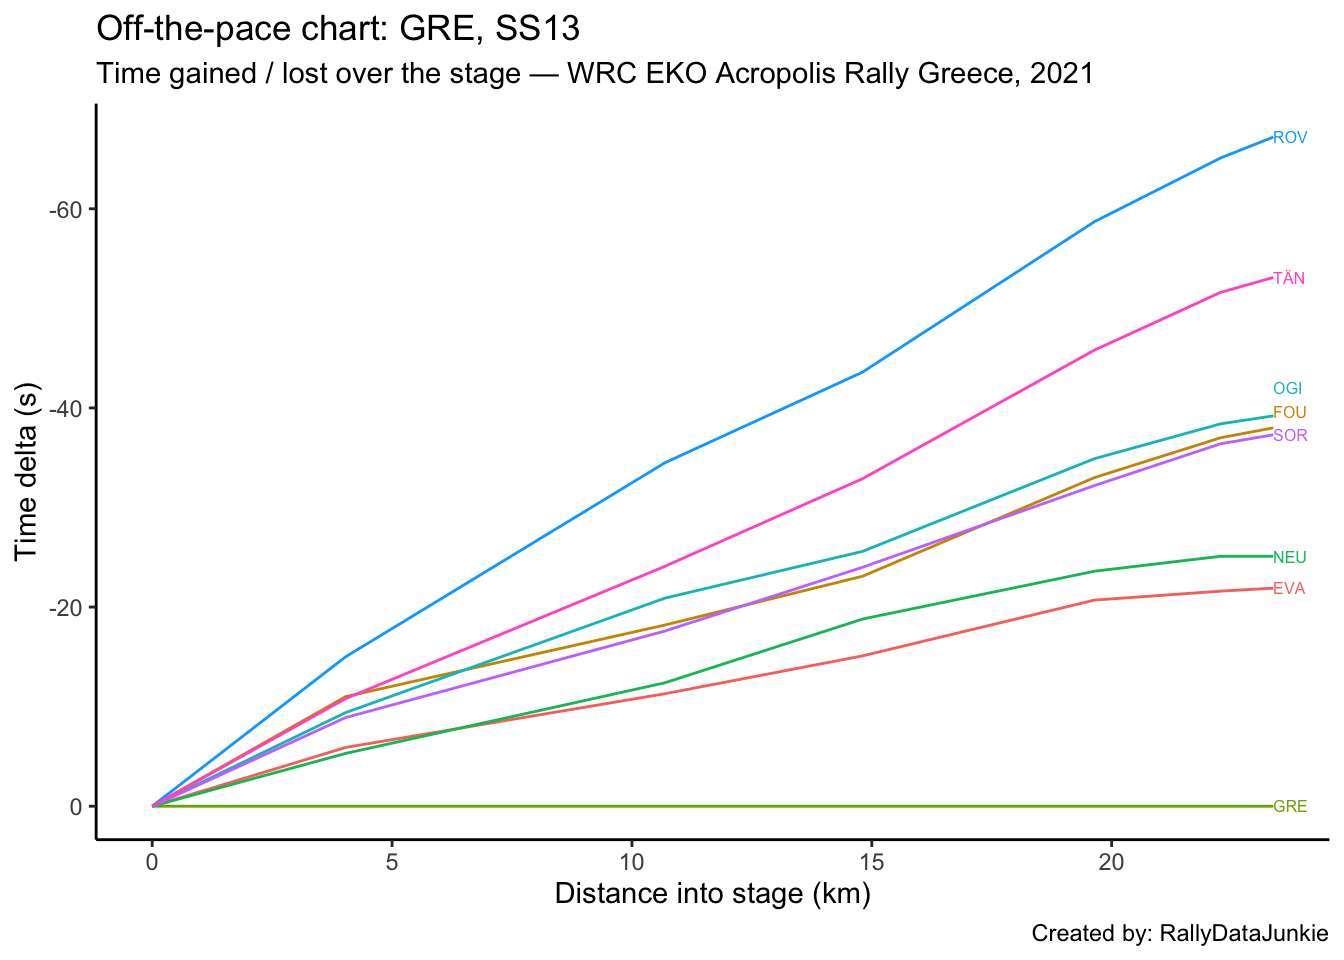 Off-the-pace chart: GRE, SS13
Time gained / lost over the stage — WRC EKO Acropolis Rally Greece, 2021
Time delta (s)
-60
-40
-20
0
ROV
TÄN
OGI
FOU
SOR
NEU
EVA
GRE
0 5 10 15 20
Distance into stage (km)
Created by: RallyDataJunkie